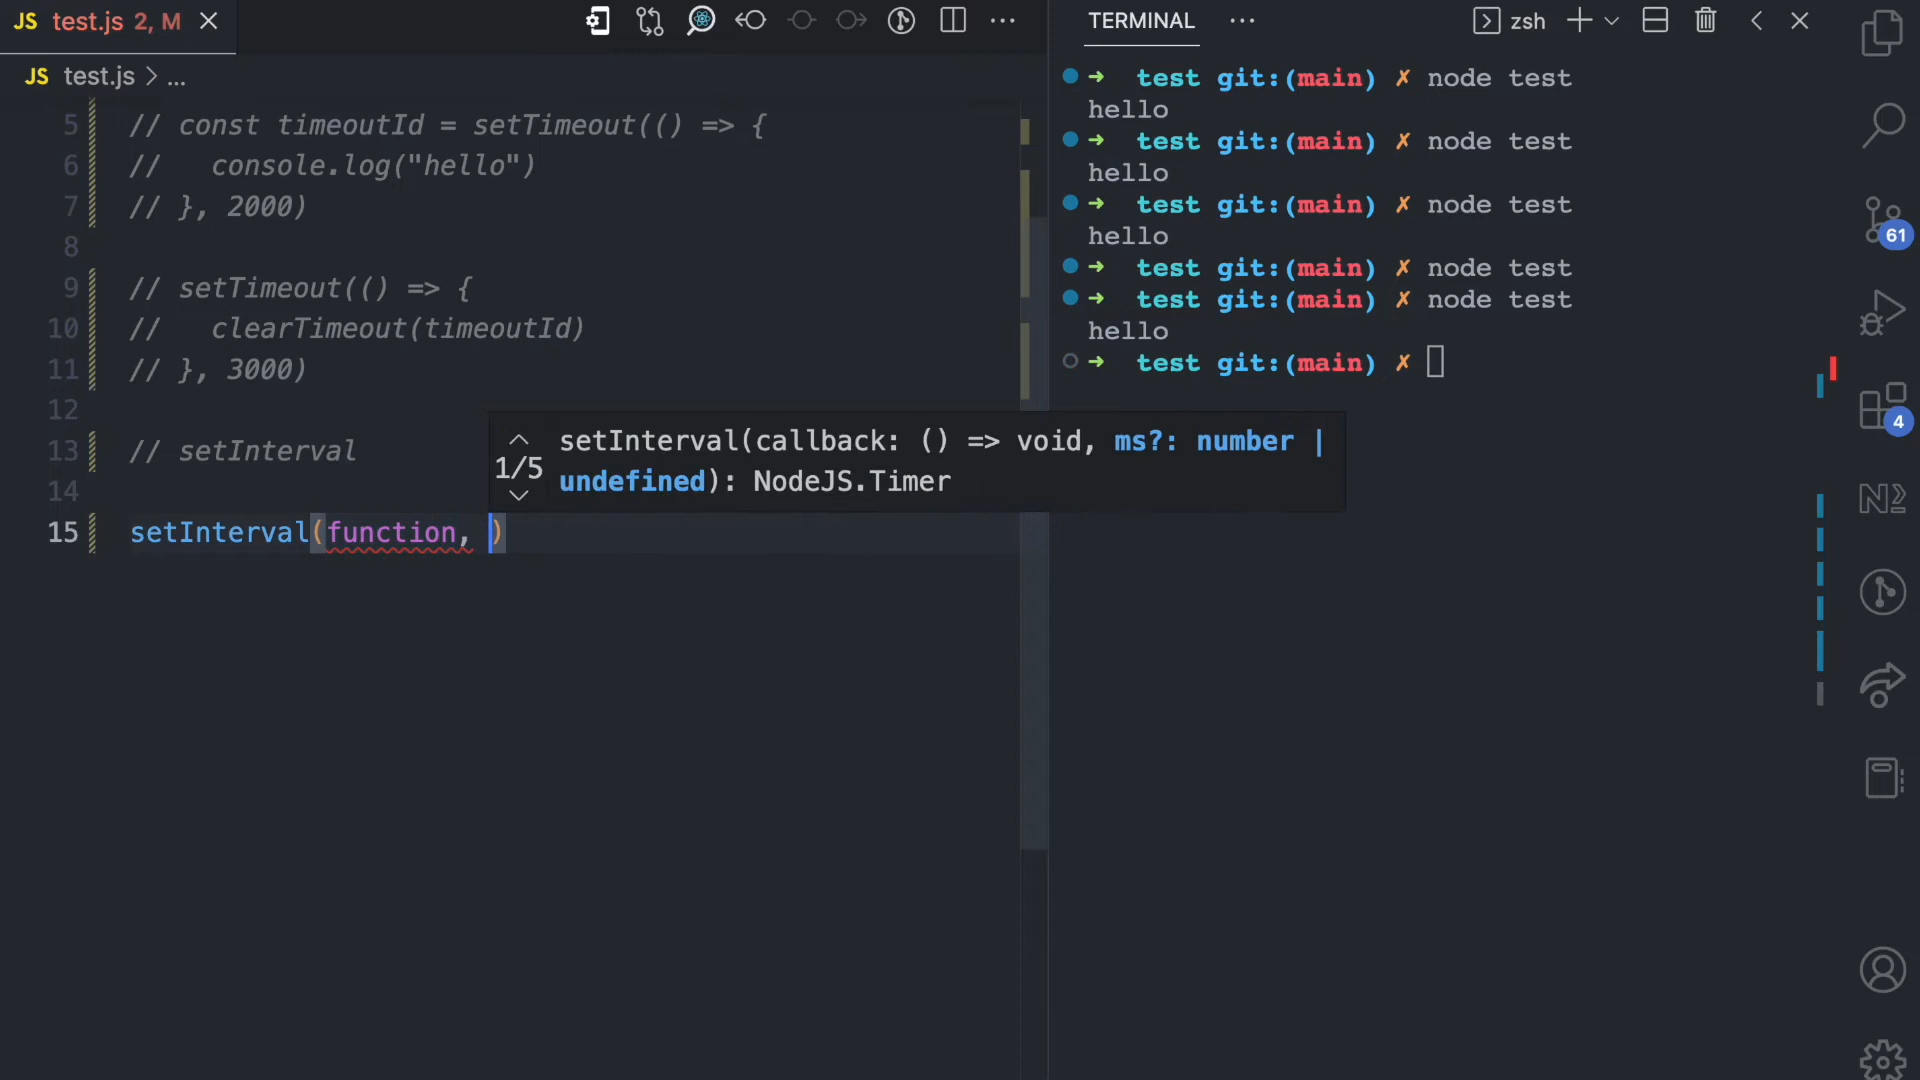 JS test.js 2, M
JS test.js > ...
5 // const timeoutId = setTimeout(() => {
6 //   console.log("hello")
7 // }, 2000)
8
9 // setTimeout(() => {
10 //   clearTimeout(timeoutId)
11 // }, 3000)
12
13 // setInterval
14
1/5 setInterval(callback: () => void, ms?: number |
undefined): NodeJS.Timer
15 setInterval(function, )
TERMINAL ... zsh
➜ test git:(main) ✗ node test
hello
➜ test git:(main) ✗ node test
hello
➜ test git:(main) ✗ node test
hello
➜ test git:(main) ✗ node test
➜ test git:(main) ✗ node test
hello
➜ test git:(main) ✗
61
4